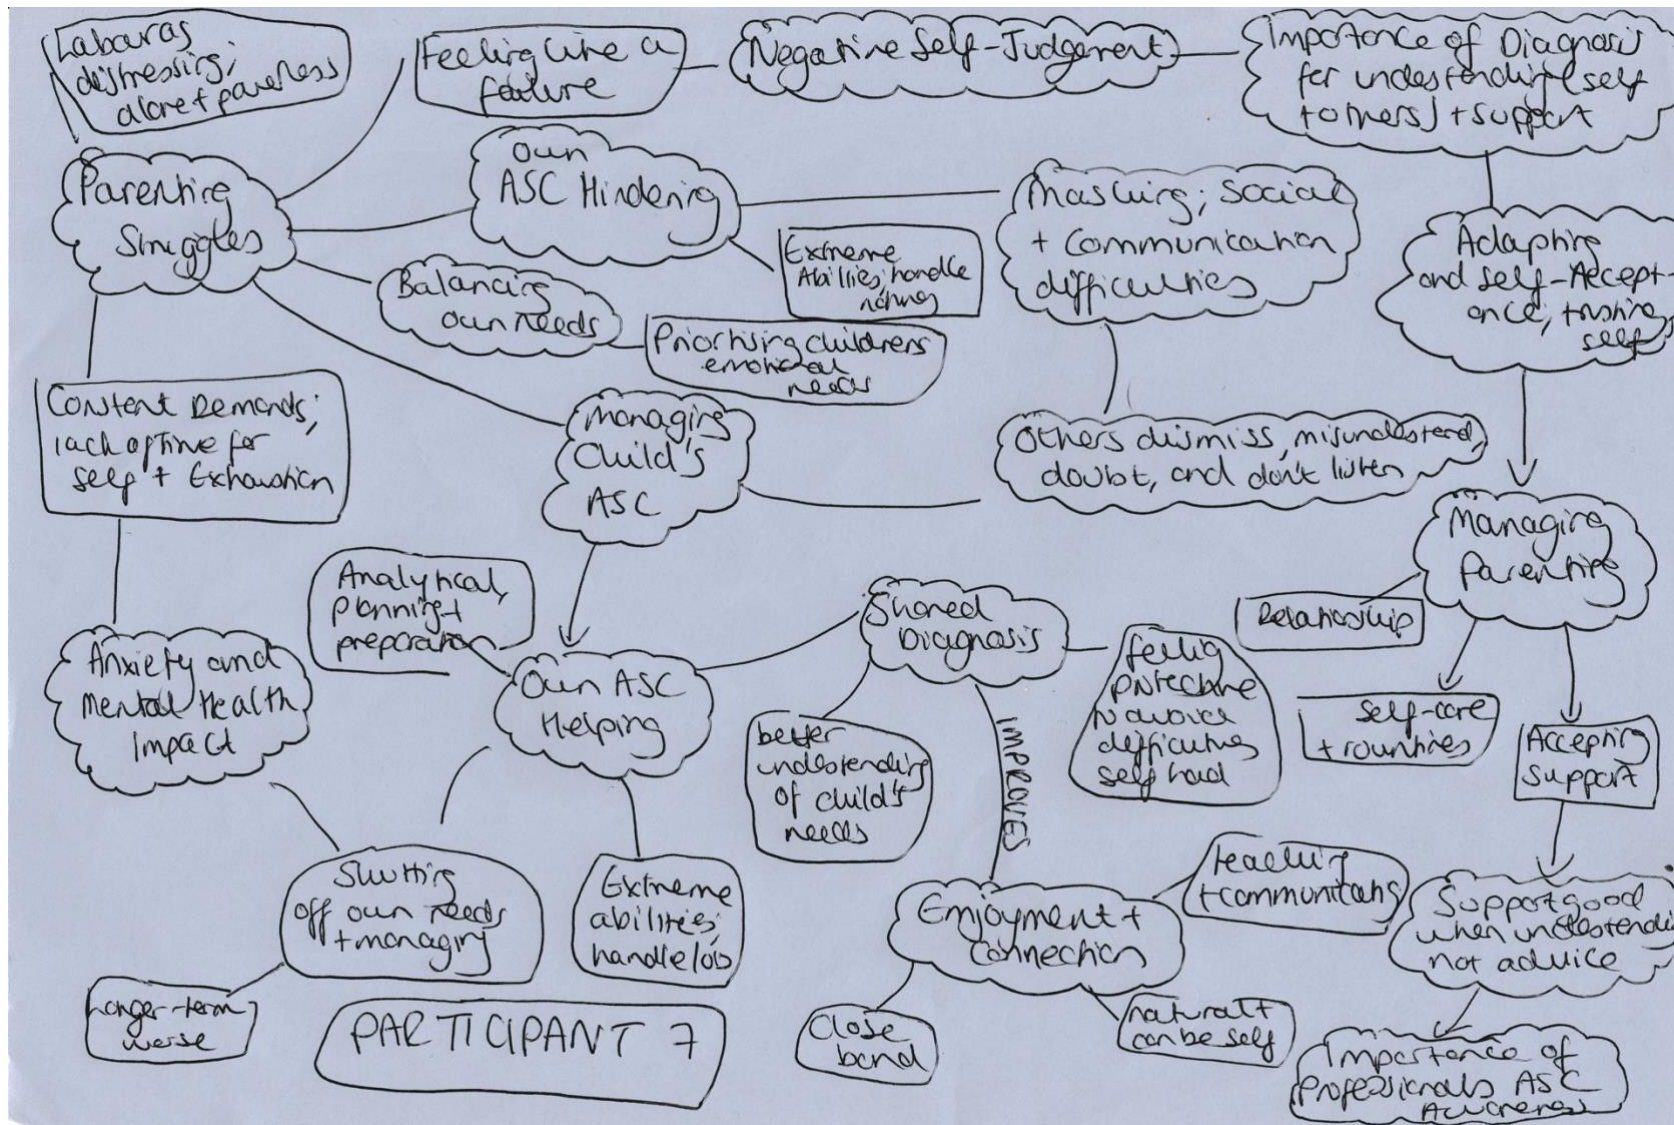 Labour as
distressing;
alone + powerless
Feeling like a
failure
Negative Self-Judgement
Importance of Diagnosis
for understanding (self
+ others) + support
Parenting
Struggles
Own
ASC Hindering
Extreme
Abilities; handle
nothing
Masking; Social
+ Communication
difficulties
Adapting
and Self-Accept-
ance; trusting
self
Balancing
own needs
Prioritising childrens
emotional
needs
Constant Demands;
lack of time for
self + Exhaustion
Managing
Child's
ASC
Others dismiss, misunderstand,
doubt, and don't listen
Managing
Parenting
Relationship
self-care
+ routines
Accepting
support
Analytical,
planning +
preparation
Shared
Diagnosis
feeling
protective
to avoid
difficulties
self had
Anxiety and
Mental Health
Impact
Own ASC
Helping
better
understanding
of child's
needs
IMPROVES
Shutting
off own needs
+ managing
Extreme
abilities;
handle lots
Enjoyment +
Connection
teaching
+ communicating
Support good
when understanding
not advice
Longer-term
worse
PARTICIPANT 7
Close
bond
natural +
can be self
Importance of
Professionals ASC
Awareness